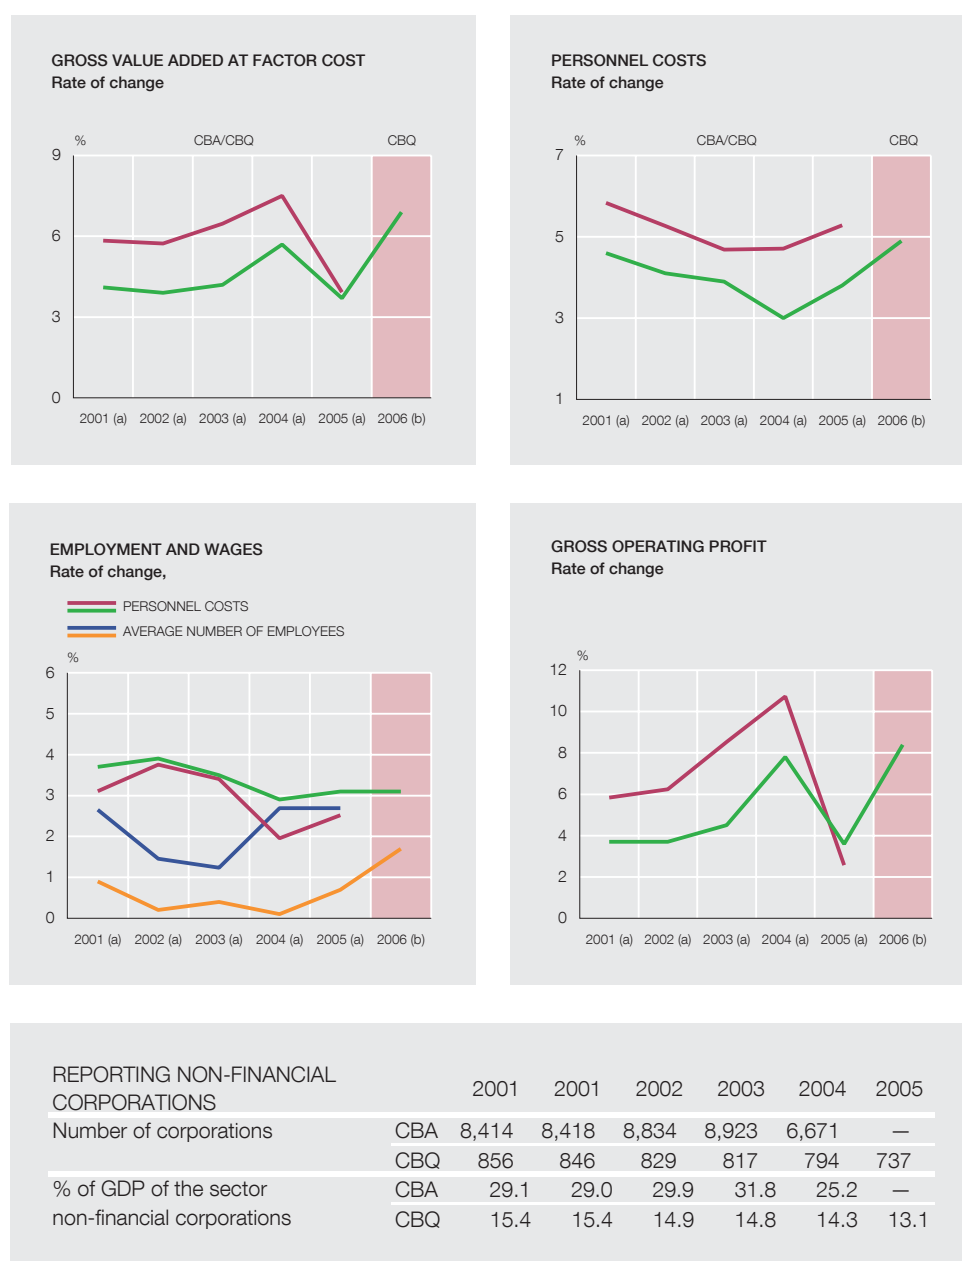 GROSS VALUE ADDED AT FACTOR COST
Rate of change
% CBA/CBQ CBQ
9
6
3
0
2001 (a) 2002 (a) 2003 (a) 2004 (a) 2005 (a) 2006 (b)
PERSONNEL COSTS
Rate of change
% CBA/CBQ CBQ
7
5
3
1
2001 (a) 2002 (a) 2003 (a) 2004 (a) 2005 (a) 2006 (b)
EMPLOYMENT AND WAGES
Rate of change,
PERSONNEL COSTS
AVERAGE NUMBER OF EMPLOYEES
%
6
5
4
3
2
1
0
2001 (a) 2002 (a) 2003 (a) 2004 (a) 2005 (a) 2006 (b)
GROSS OPERATING PROFIT
Rate of change
%
12
10
8
6
4
2
0
2001 (a) 2002 (a) 2003 (a) 2004 (a) 2005 (a) 2006 (b)
REPORTING NON-FINANCIAL
CORPORATIONS 2001 2001 2002 2003 2004 2005
Number of corporations CBA 8,414 8,418 8,834 8,923 6,671 —
CBQ 856 846 829 817 794 737
% of GDP of the sector CBA 29.1 29.0 29.9 31.8 25.2 —
non-financial corporations CBQ 15.4 15.4 14.9 14.8 14.3 13.1